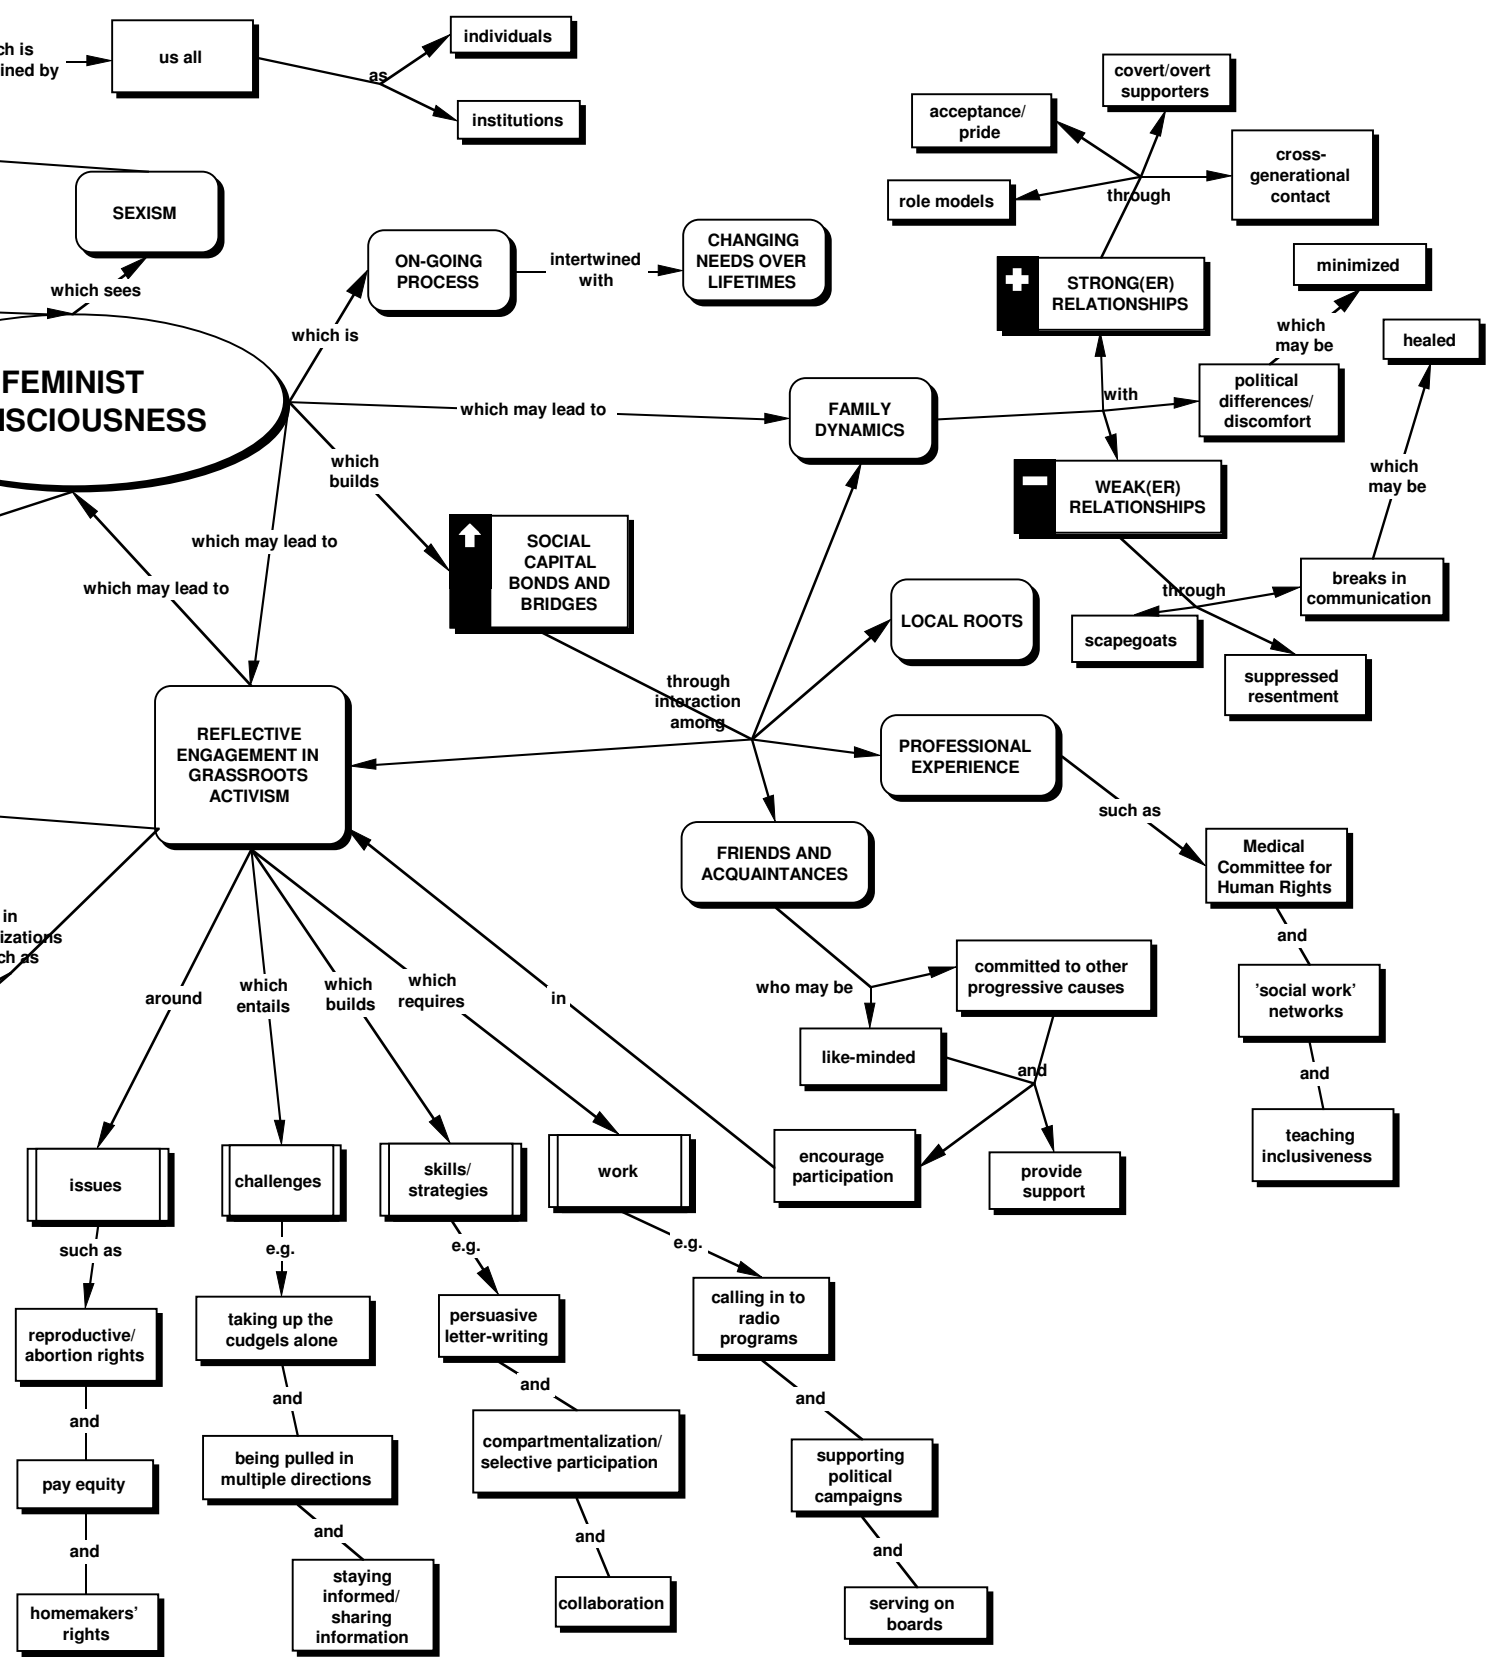 ch is
ined by
us all
as
individuals
institutions
covert/overt
supporters
acceptance/
pride
cross-
generational
contact
role models
through
SEXISM
which sees
ON-GOING
PROCESS
intertwined
with
CHANGING
NEEDS OVER
LIFETIMES
which is
STRONG(ER)
RELATIONSHIPS
minimized
which
may be
healed
FEMINIST
NSCIOUSNESS
which may lead to
FAMILY
DYNAMICS
with
political
differences/
discomfort
which
builds
WEAK(ER)
RELATIONSHIPS
which
may be
which may lead to
which may lead to
SOCIAL
CAPITAL
BONDS AND
BRIDGES
through
breaks in
communication
scapegoats
suppressed
resentment
LOCAL ROOTS
through
interaction
among
REFLECTIVE
ENGAGEMENT IN
GRASSROOTS
ACTIVISM
PROFESSIONAL
EXPERIENCE
such as
FRIENDS AND
ACQUAINTANCES
Medical
Committee for
Human Rights
and
'social work'
networks
and
teaching
inclusiveness
in
izations
ch as
around
which
entails
which
builds
which
requires
in
who may be
committed to other
progressive causes
like-minded
and
encourage
participation
provide
support
issues
challenges
skills/
strategies
work
such as
e.g.
e.g.
e.g.
reproductive/
abortion rights
taking up the
cudgels alone
persuasive
letter-writing
calling in to
radio
programs
and
and
and
and
pay equity
being pulled in
multiple directions
compartmentalization/
selective participation
supporting
political
campaigns
and
and
and
and
homemakers'
rights
staying
informed/
sharing
information
collaboration
serving on
boards